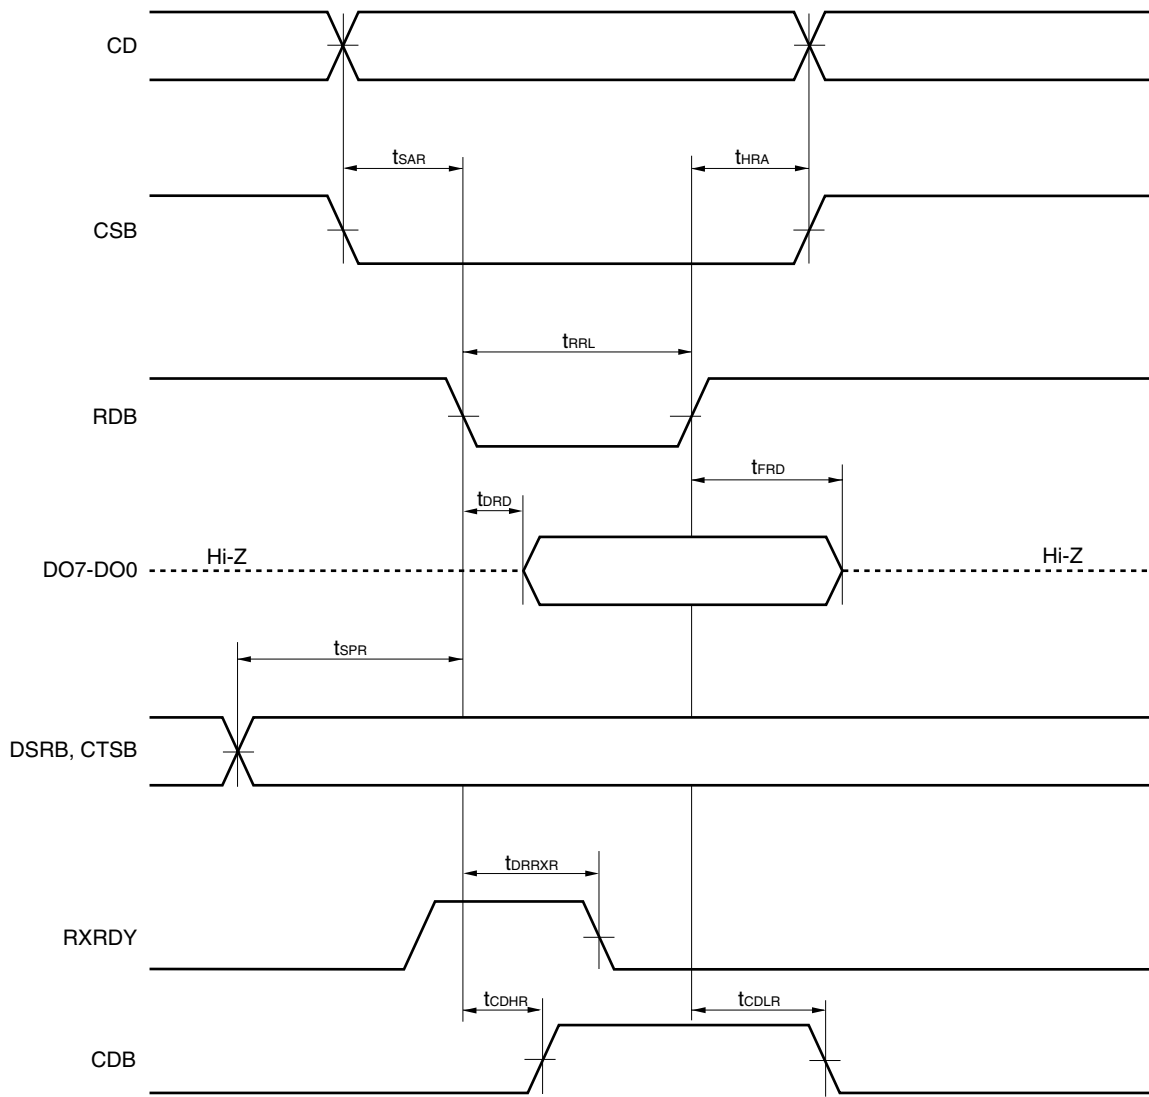 CD
tSAR
tHRA
CSB
tRRL
RDB
tFRD
tDRD
Hi-Z
Hi-Z
DO7-DO0
tSPR
DSRB, CTSB
tDRRXR
RXRDY
tCDHR
tCDLR
CDB